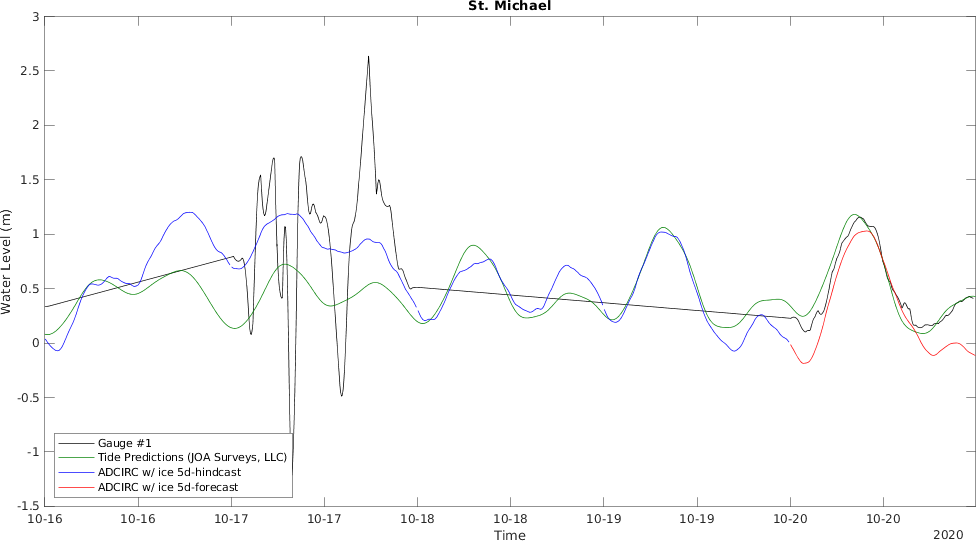 St. Michael
3
2.5
2
1.5
1
0.5
0
-0.5
-1
-1.5
Water Level (m)
Gauge #1
Tide Predictions (JOA Surveys, LLC)
ADCIRC w/ ice 5d-hindcast
ADCIRC w/ ice 5d-forecast
10-16 10-16 10-17 10-17 10-18 10-18 10-19 10-19 10-20 10-20
Time
2020